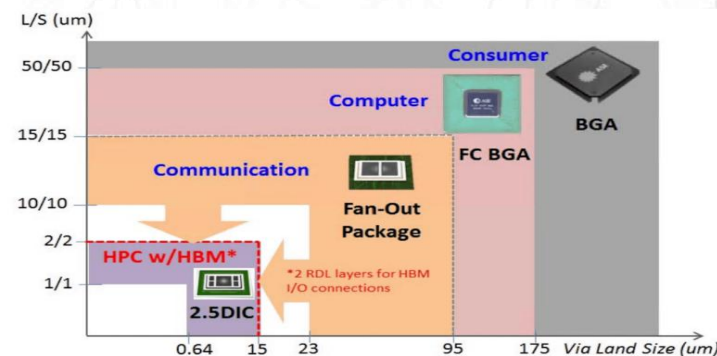 L/S (um)
50/50
15/15
10/10
2/2
1/1
Consumer
Computer
BGA
FC BGA
Communication
Fan-Out
Package
HPC w/HBM*
*2 RDL layers for HBM
I/O connections
2.5DIC
0.64
15
23
95
175
Via Land Size (um)